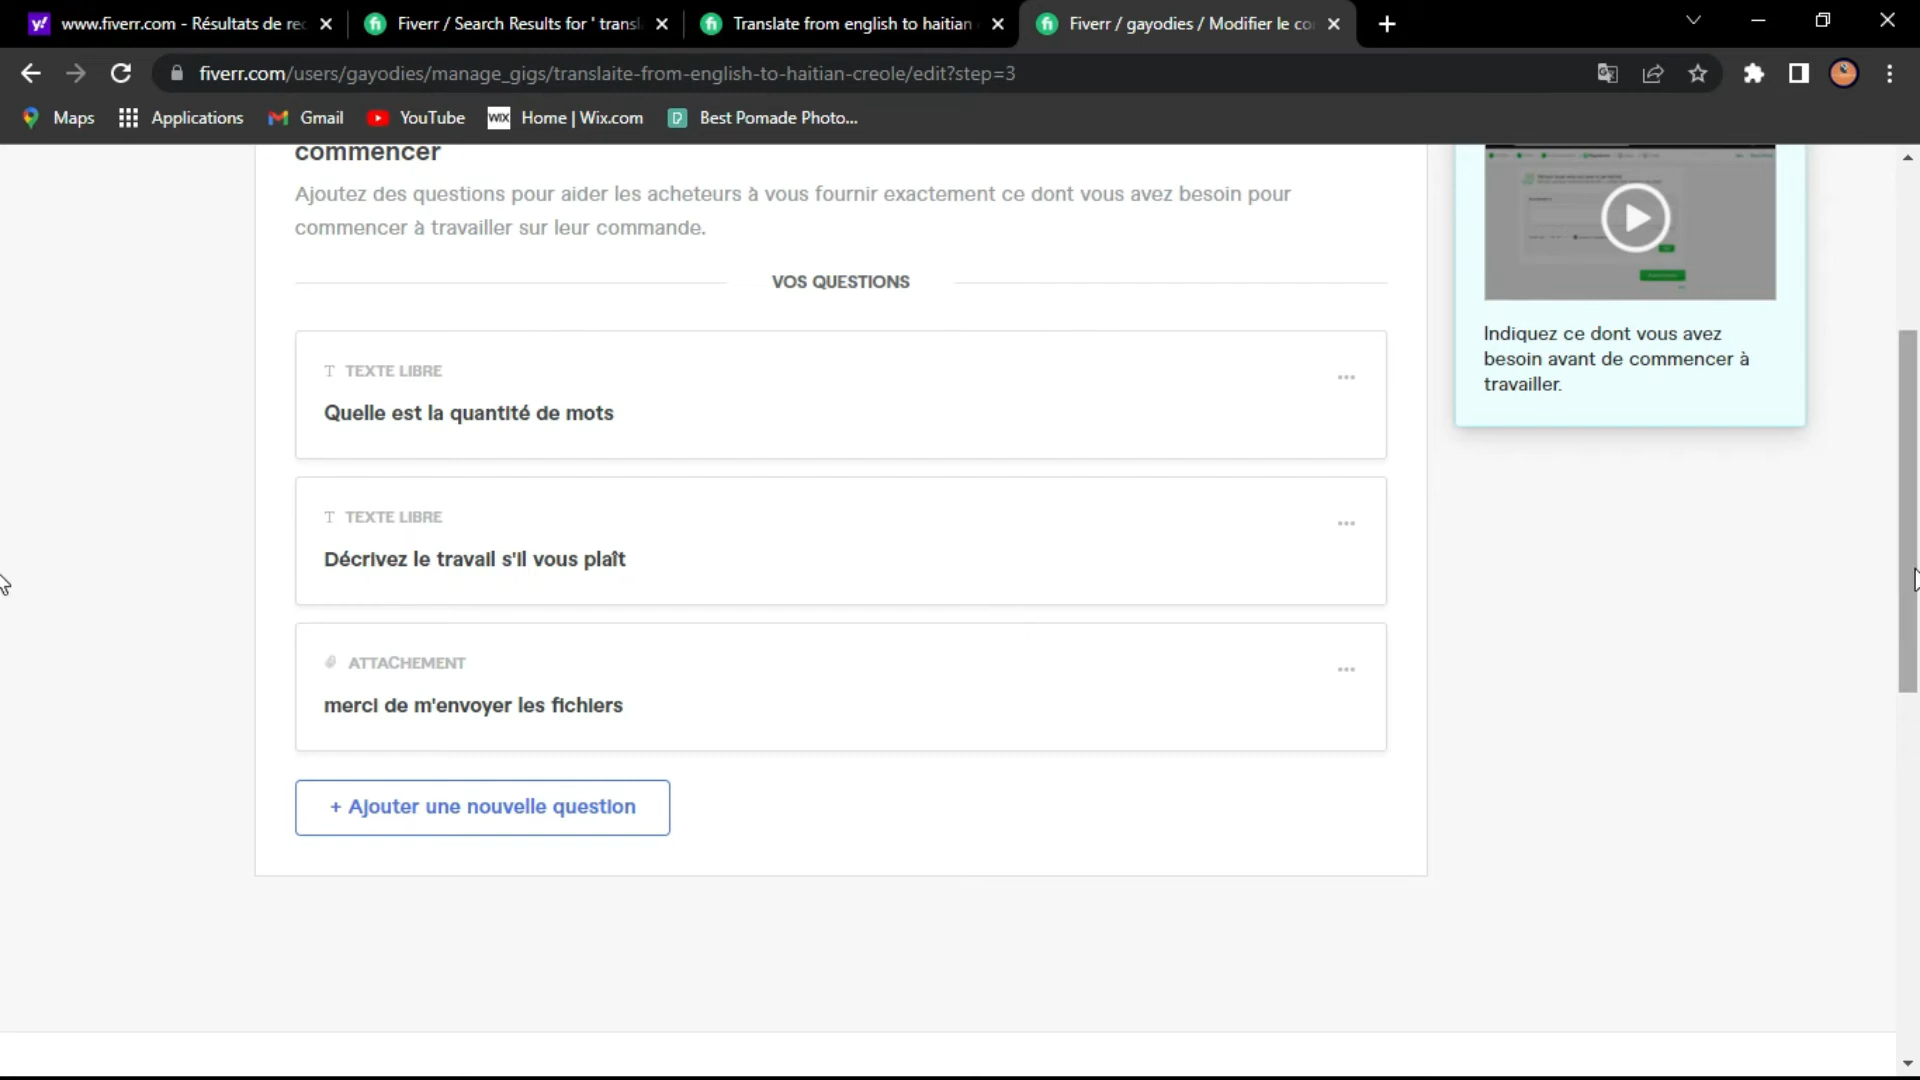 www.fiverr.com - Résultats de re
Fiverr / Search Results for ' transl
Translate from english to haitian
Fiverr / gayodies / Modifier le co
fiverr.com/users/gayodies/manage_gigs/translaite-from-english-to-haitian-creole/edit?step=3
Maps
Applications
Gmail
YouTube
WIX Home | Wix.com
Best Pomade Photo...
commencer
Ajoutez des questions pour aider les acheteurs à vous fournir exactement ce dont vous avez besoin pour
commencer à travailler sur leur commande.
VOS QUESTIONS
TEXTE LIBRE
Quelle est la quantité de mots
TEXTE LIBRE
Décrivez le travail s'il vous plaît
ATTACHEMENT
merci de m'envoyer les fichiers
+ Ajouter une nouvelle question
Indiquez ce dont vous avez
besoin avant de commencer à
travailler.